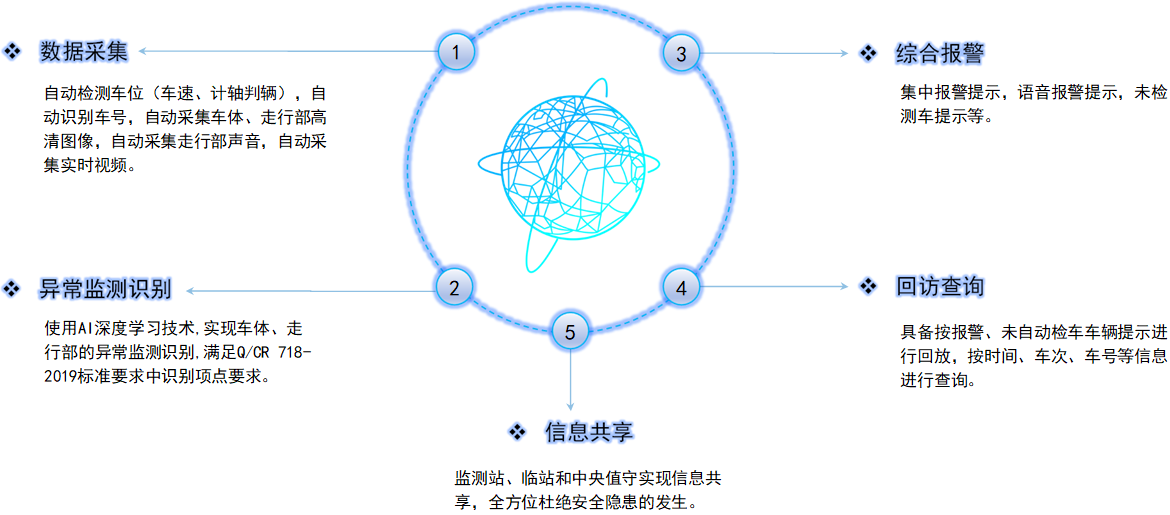 1
数据采集
自动检测车位（车速、计轴判辆），自
动识别车号，自动采集车体、走行部高
清图像，自动采集走行部声音，自动采
集实时视频。
2
异常监测识别
使用AI深度学习技术,实现车体、走
行部的异常监测识别,满足Q/CR 718-
2019标准要求中识别项点要求。
3
综合报警
集中报警提示，语音报警提示，未检
测车提示等。
4
回访查询
具备按报警、未自动检车车辆提示进
行回放，按时间、车次、车号等信息
进行查询。
5
信息共享
监测站、临站和中央值守实现信息共
享，全方位杜绝安全隐患的发生。